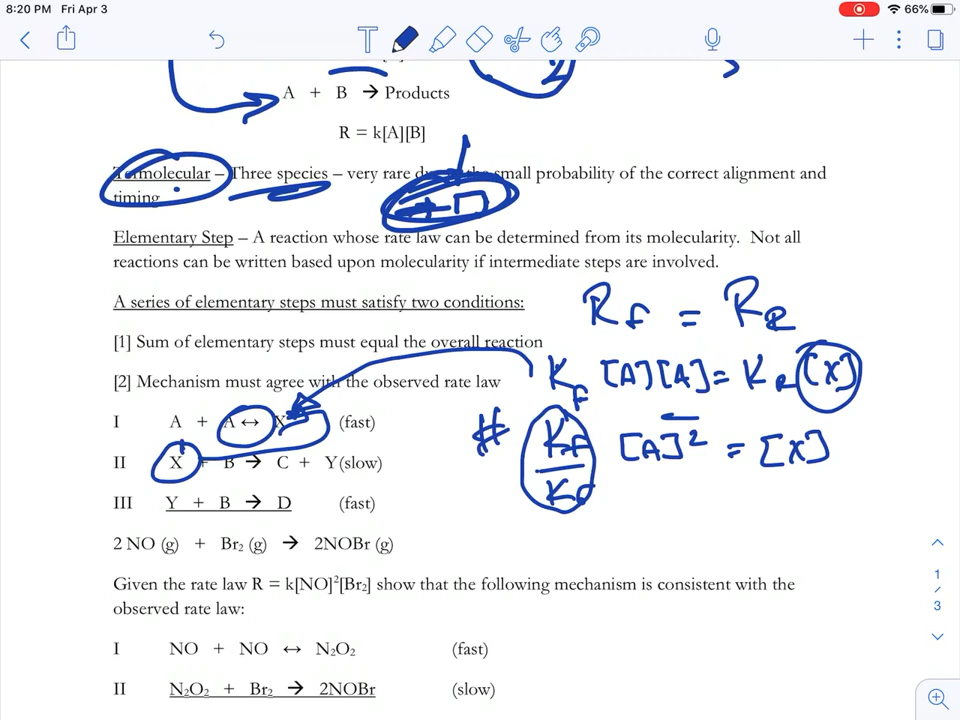 8:20 PM Fri Apr 3 66%
A + B → Products
R = k[A][B]
Termolecular – Three species – very rare due to the small probability of the correct alignment and
timing
Elementary Step – A reaction whose rate law can be determined from its molecularity. Not all
reactions can be written based upon molecularity if intermediate steps are involved.
A series of elementary steps must satisfy two conditions:
R_F = R_R
[1] Sum of elementary steps must equal the overall reaction
K_F [A][A] = K_R [X]
[2] Mechanism must agree with the observed rate law
I A + A ↔ X (fast)
# K_F/K_R [A]² = [X]
II X + B → C + Y(slow)
III Y + B → D (fast)
2 NO (g) + Br₂ (g) → 2NOBr (g)
Given the rate law R = k[NO]²[Br₂] show that the following mechanism is consistent with the
observed rate law:
I NO + NO ↔ N₂O₂ (fast)
II N₂O₂ + Br₂ → 2NOBr (slow)
1
/
3